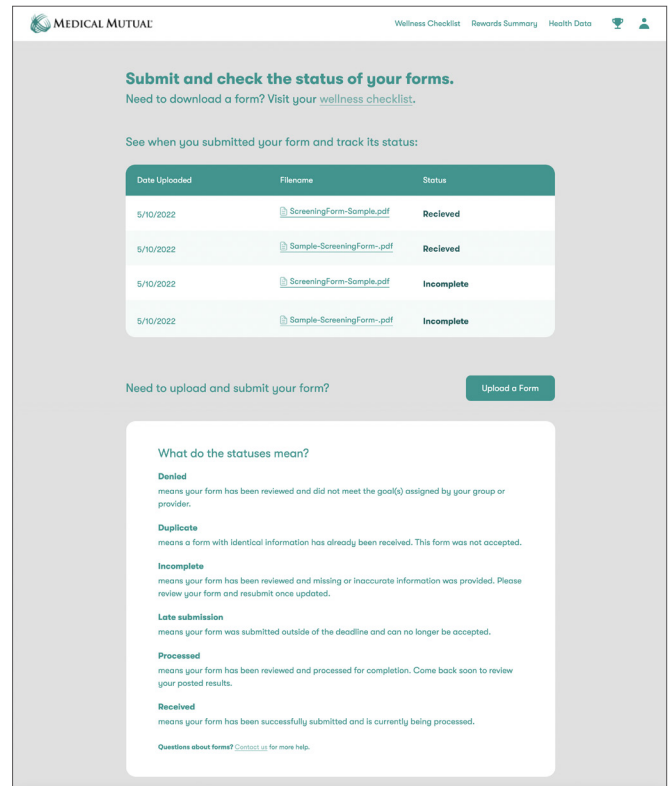 MEDICAL MUTUAL®
Wellness Checklist Rewards Summary Health Data
Submit and check the status of your forms.
Need to download a form? Visit your wellness checklist.
See when you submitted your form and track its status:
Date Uploaded Filename Status
5/10/2022 ScreeningForm-Sample.pdf Recieved
5/10/2022 Sample-ScreeningForm-.pdf Recieved
5/10/2022 ScreeningForm-Sample.pdf Incomplete
5/10/2022 Sample-ScreeningForm-.pdf Incomplete
Need to upload and submit your form? Upload a Form
What do the statuses mean?
Denied
means your form has been reviewed and did not meet the goal(s) assigned by your group or
provider.
Duplicate
means a form with identical information has already been received. This form was not accepted.
Incomplete
means your form has been reviewed and missing or inaccurate information was provided. Please
review your form and resubmit once updated.
Late submission
means your form was submitted outside of the deadline and can no longer be accepted.
Processed
means your form has been reviewed and processed for completion. Come back soon to review
your posted results.
Received
means your form has been successfully submitted and is currently being processed.
Questions about forms? Contact us for more help.